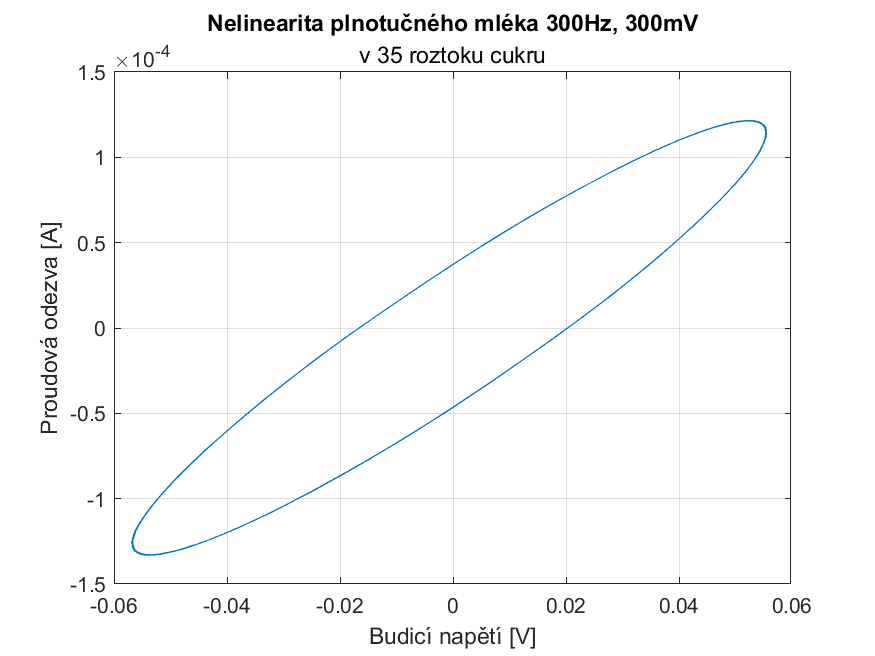 Nelinearita plnotučného mléka 300Hz, 300mV
v 35 roztoku cukru
×10-4
1.5
1
0.5
0
-0.5
-1
-1.5
-0.06 -0.04 -0.02 0 0.02 0.04 0.06
Proudová odezva [A]
Budicí napětí [V]